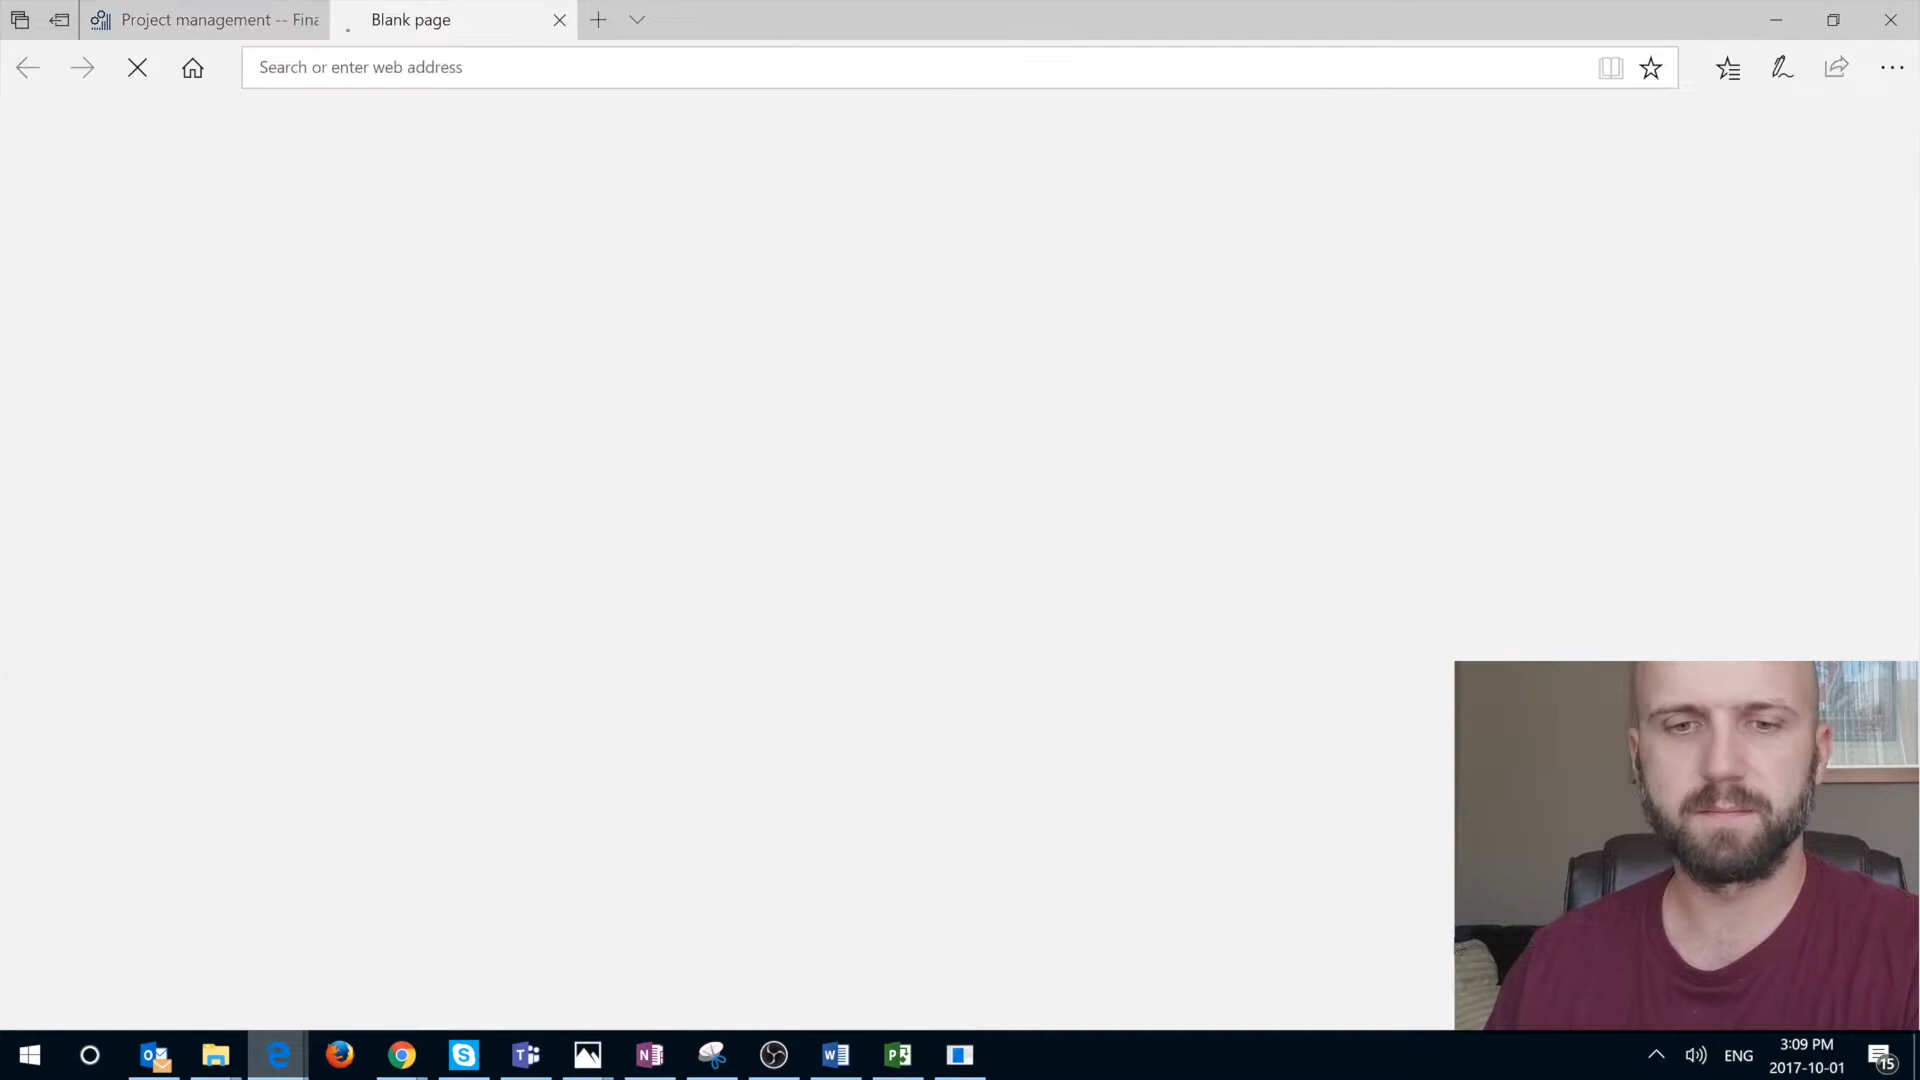 Project management -- Fina
Blank page
Search or enter web address
ENG
3:09 PM
2017-10-01
15